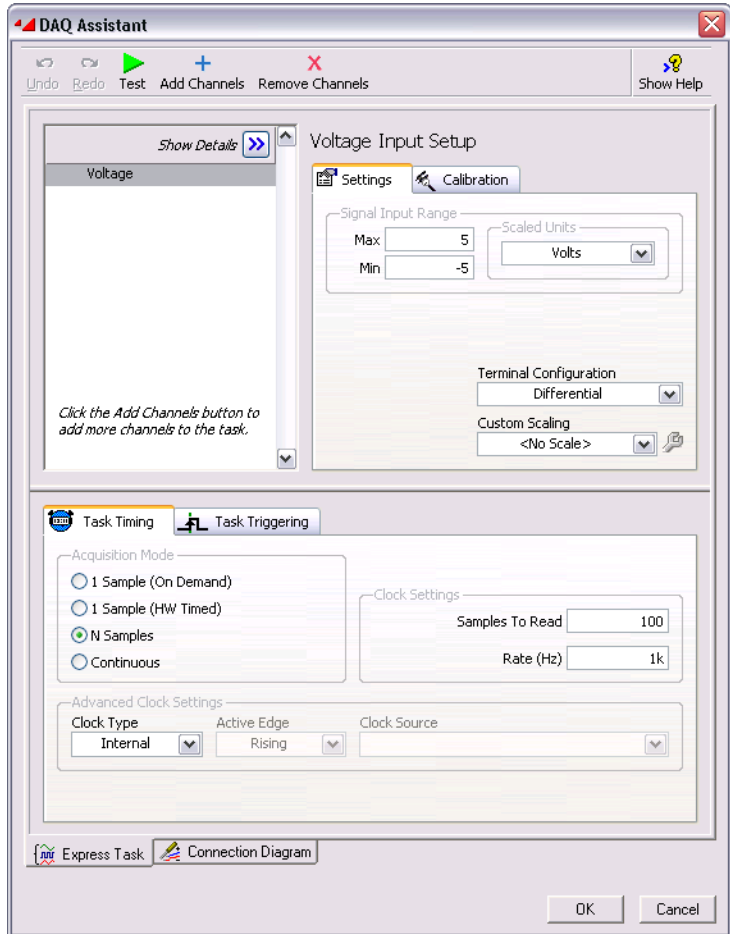 DAQ Assistant
Undo Redo Test Add Channels Remove Channels Show Help
Show Details
Voltage
Click the Add Channels button to
add more channels to the task.
Voltage Input Setup
Settings Calibration
Signal Input Range
Max 5
Min -5
Scaled Units
Volts
Terminal Configuration
Differential
Custom Scaling
<No Scale>
Task Timing Task Triggering
Acquisition Mode
1 Sample (On Demand)
1 Sample (HW Timed)
N Samples
Continuous
Clock Settings
Samples To Read 100
Rate (Hz) 1k
Advanced Clock Settings
Clock Type Active Edge Clock Source
Internal Rising
Express Task Connection Diagram
OK Cancel